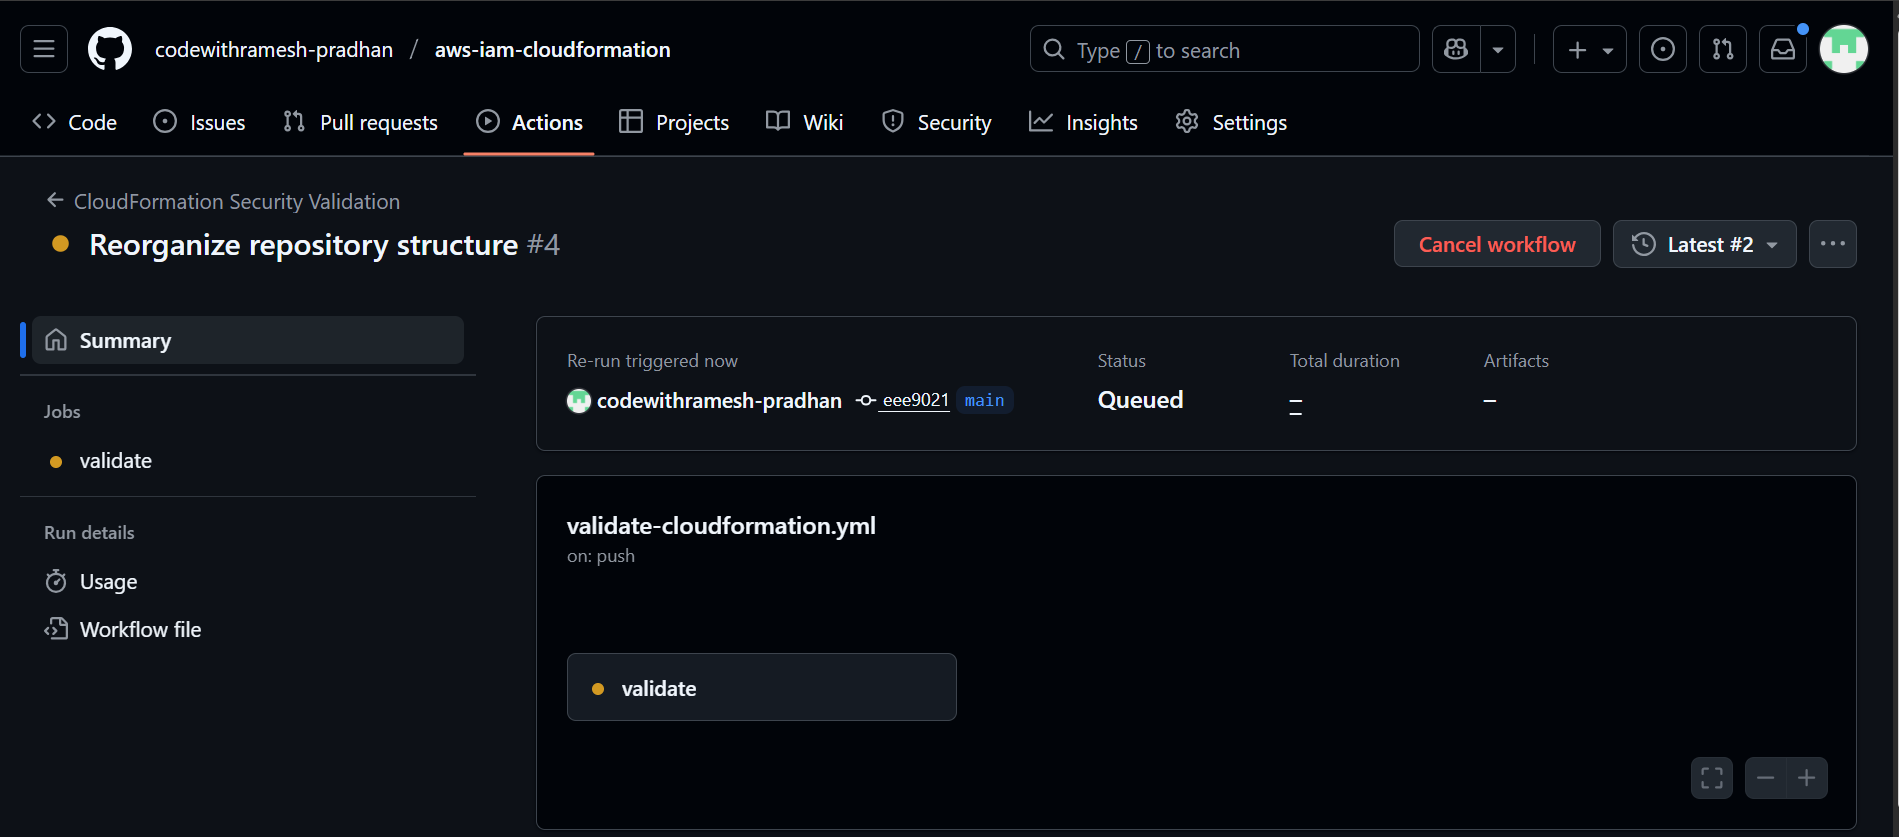 codewithramesh-pradhan / aws-iam-cloudformation
Type / to search
Code Issues Pull requests Actions Projects Wiki Security Insights Settings
CloudFormation Security Validation
Reorganize repository structure #4
Cancel workflow
Latest #2
Summary
Jobs
validate
Run details
Usage
Workflow file
Re-run triggered now
codewithramesh-pradhan eee9021 main
Status
Queued
Total duration
–
Artifacts
–
validate-cloudformation.yml
on: push
validate